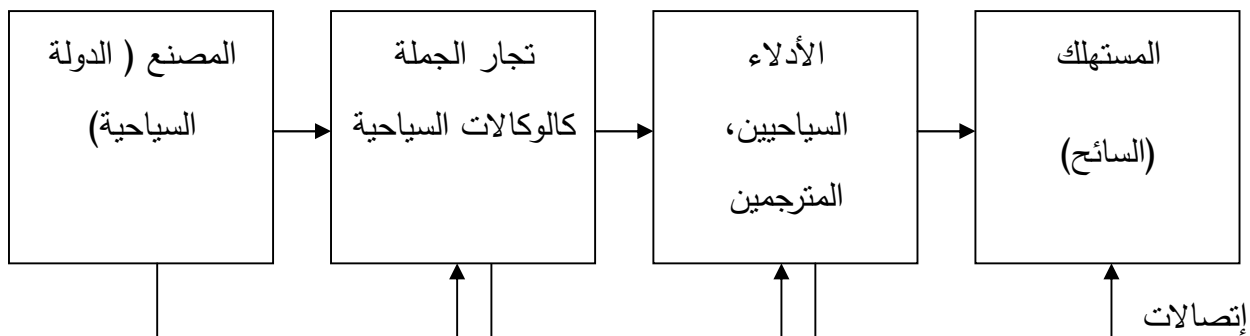 المصنع ( الدولة
السياحية)
تجار الجملة
كالوكالات السياحية
الأدلاء
السياحيين،
المترجمين
المستهلك
(السائح)
إتصالات